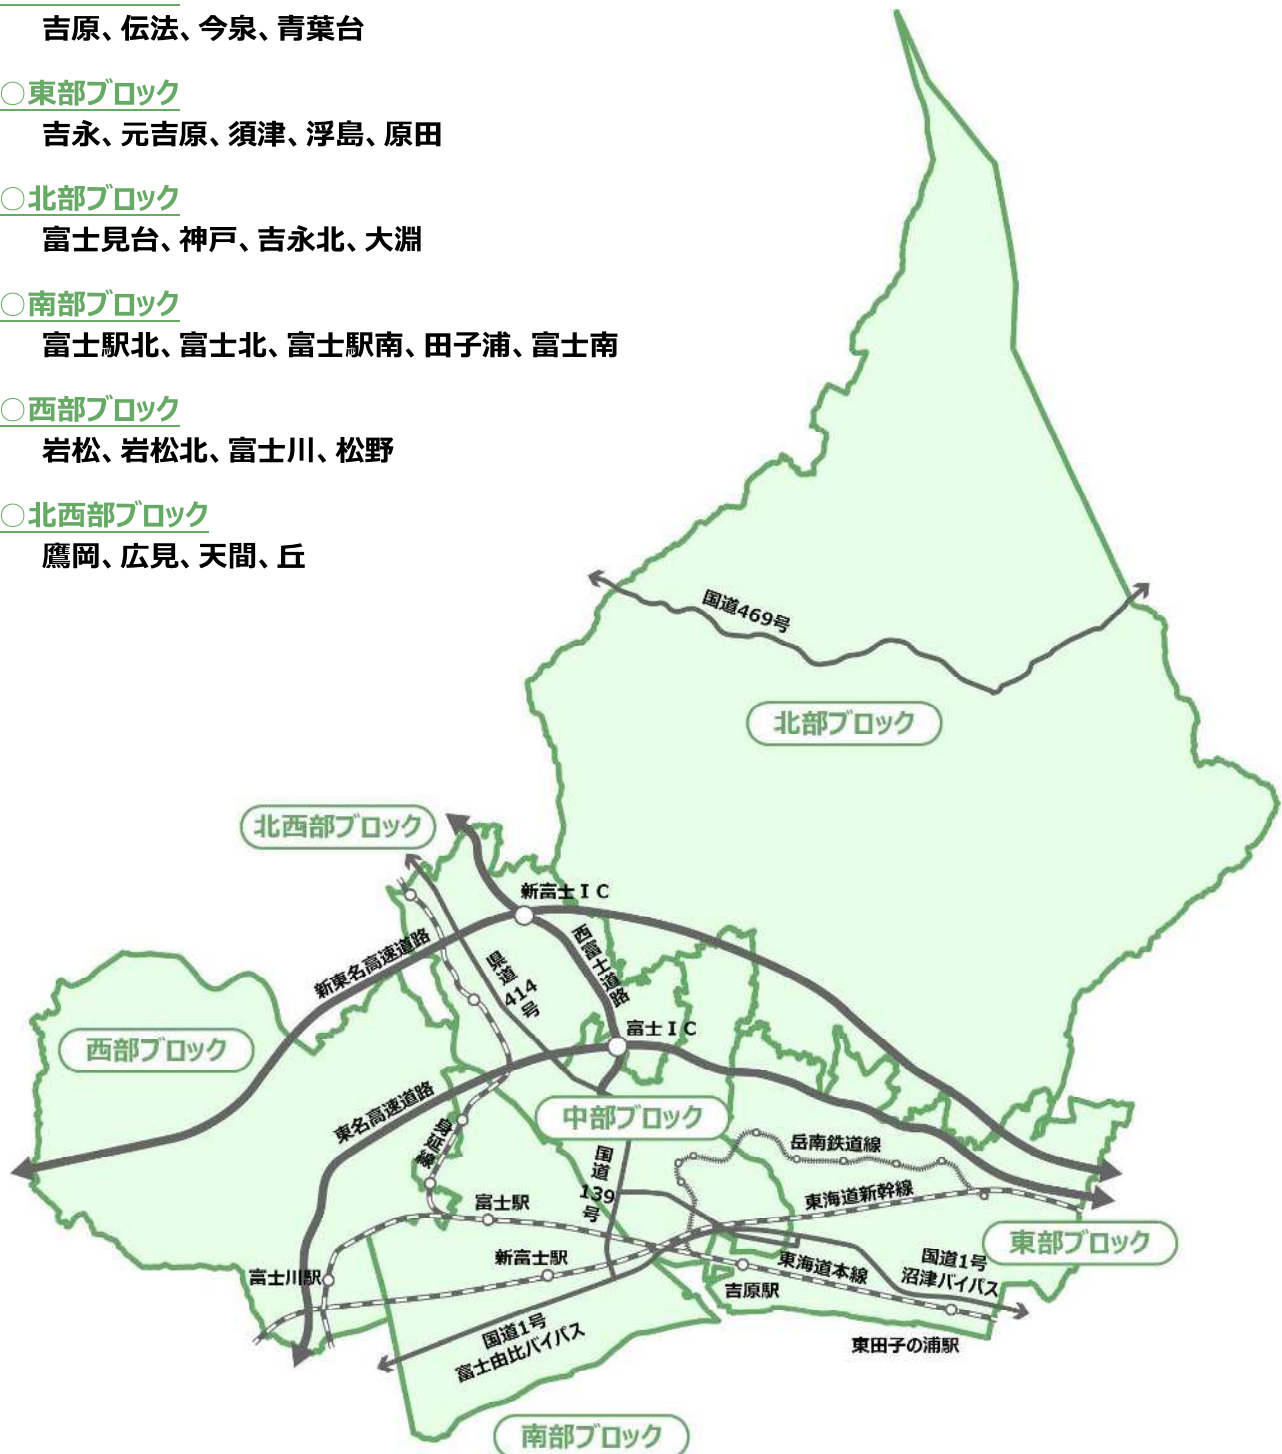 吉原、伝法、今泉、青葉台
○東部ブロック
吉永、元吉原、須津、浮島、原田
○北部ブロック
富士見台、神戸、吉永北、大淵
○南部ブロック
富士駅北、富士北、富士駅南、田子浦、富士南
○西部ブロック
岩松、岩松北、富士川、松野
○北西部ブロック
鷹岡、広見、天間、丘
国道469号
北部ブロック
北西部ブロック
新富士ＩＣ
新東名高速道路
県道414号
西富士道路
富士ＩＣ
西部ブロック
東名高速道路
身延線
中部ブロック
国道139号
岳南鉄道線
東海道新幹線
富士駅
新富士駅
富士川駅
東部ブロック
東海道本線
国道1号
沼津バイパス
吉原駅
国道1号
富士由比バイパス
東田子の浦駅
南部ブロック